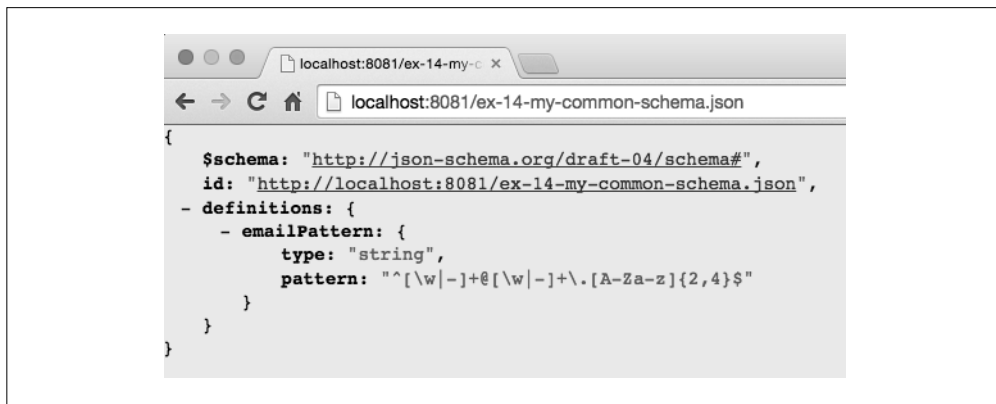 localhost:8081/ex-14-my-c
localhost:8081/ex-14-my-common-schema.json
{
$schema: "http://json-schema.org/draft-04/schema#",
id: "http://localhost:8081/ex-14-my-common-schema.json",
- definitions: {
- emailPattern: {
type: "string",
pattern: "^[\w|-]+@[\w|-]+\.[A-Za-z]{2,4}$"
}
}
}